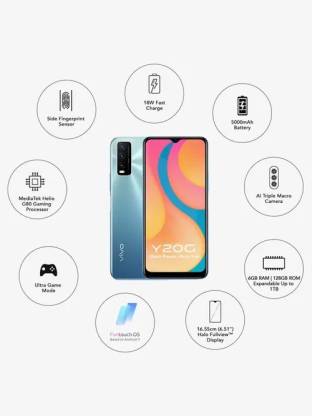 18W Fast
Charge
Side Fingerprint
Sensor
5000mAh
Battery
MediaTek Helio
G80 Gaming
Processor
AI Triple Macro
Camera
vivo
Y20G
Ultra Game
Mode
6GB RAM | 128GB ROM
Expandable Up to
1TB
Funtouch OS
16.55cm (6.51")
Halo Fullview™
Display